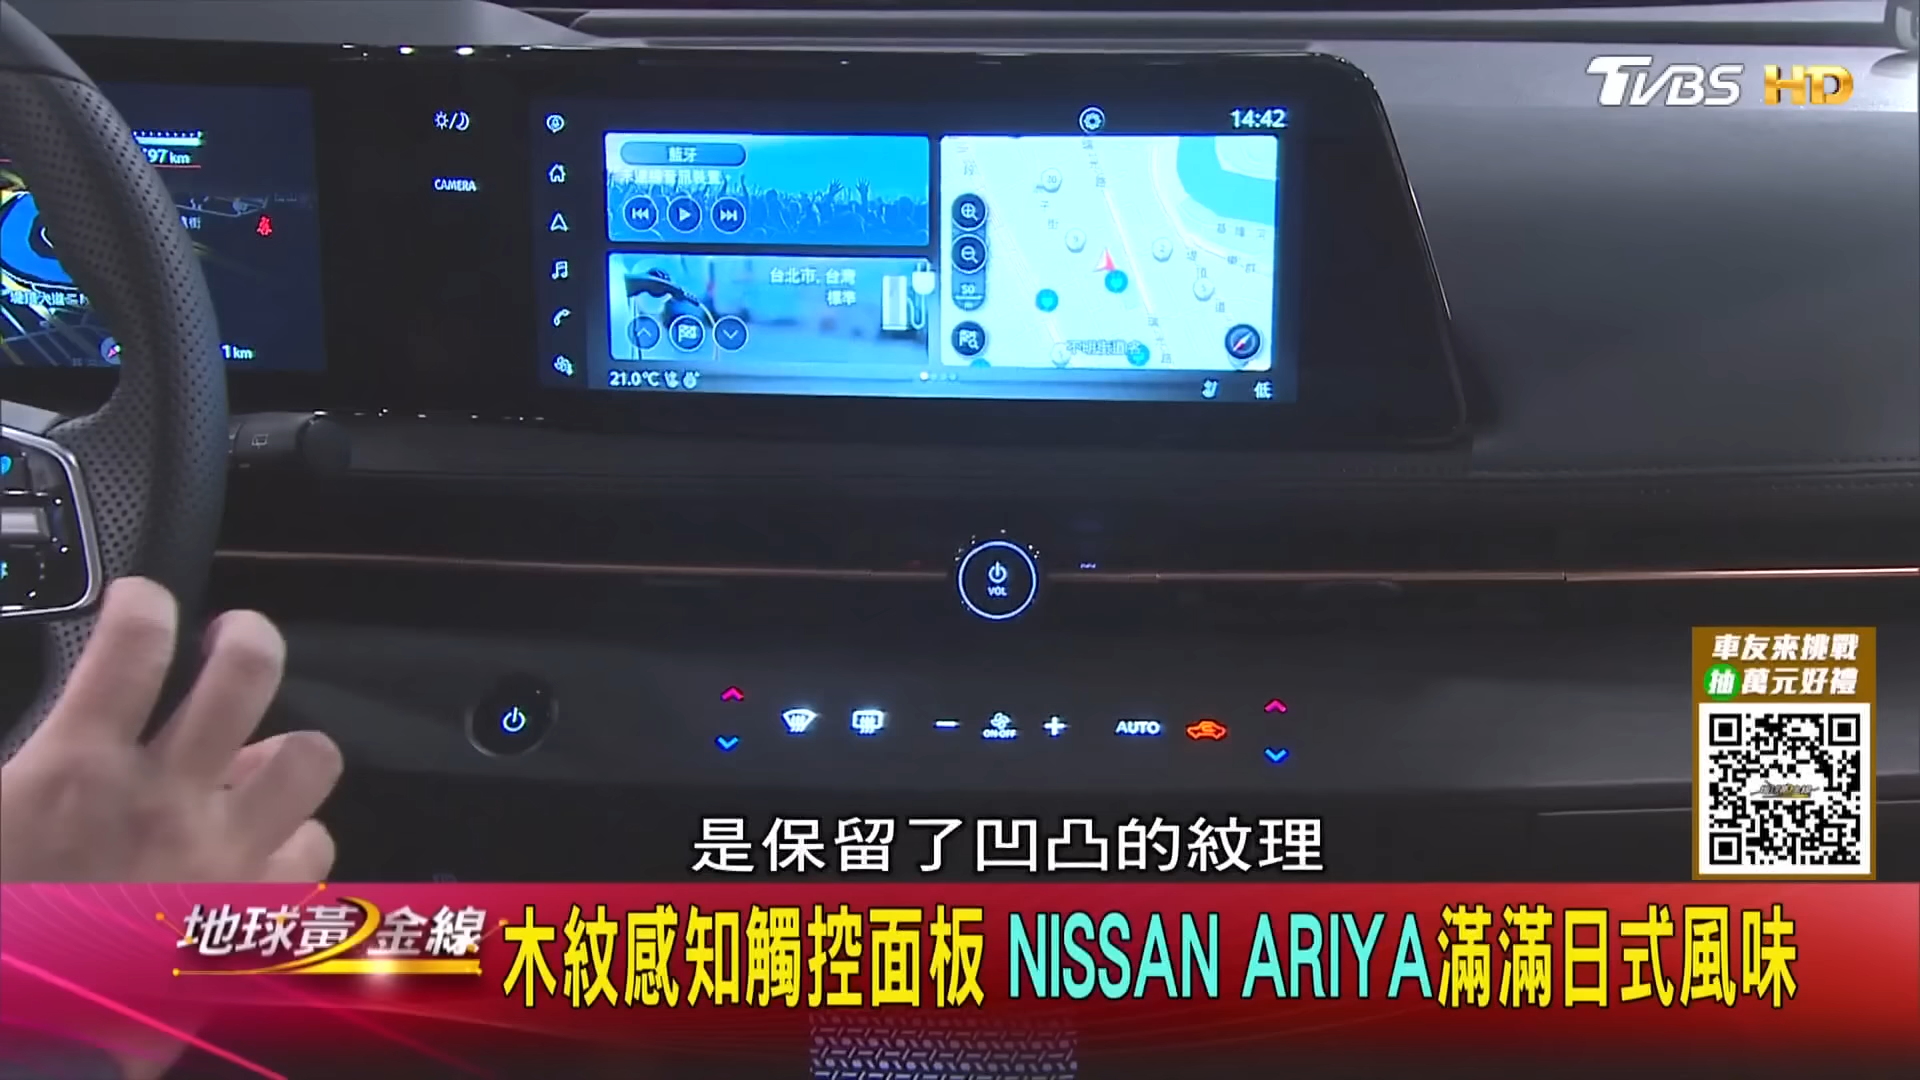 TVBS HD
14:42
97 km
CAMERA
藍牙
台北市, 台灣
標準
50
1 km
21.0°C
低
VOL
ON·OFF
AUTO
車友來挑戰
抽萬元好禮
是保留了凹凸的紋理
地球黃金線
木紋感知觸控面板 NISSAN ARIYA滿滿日式風味